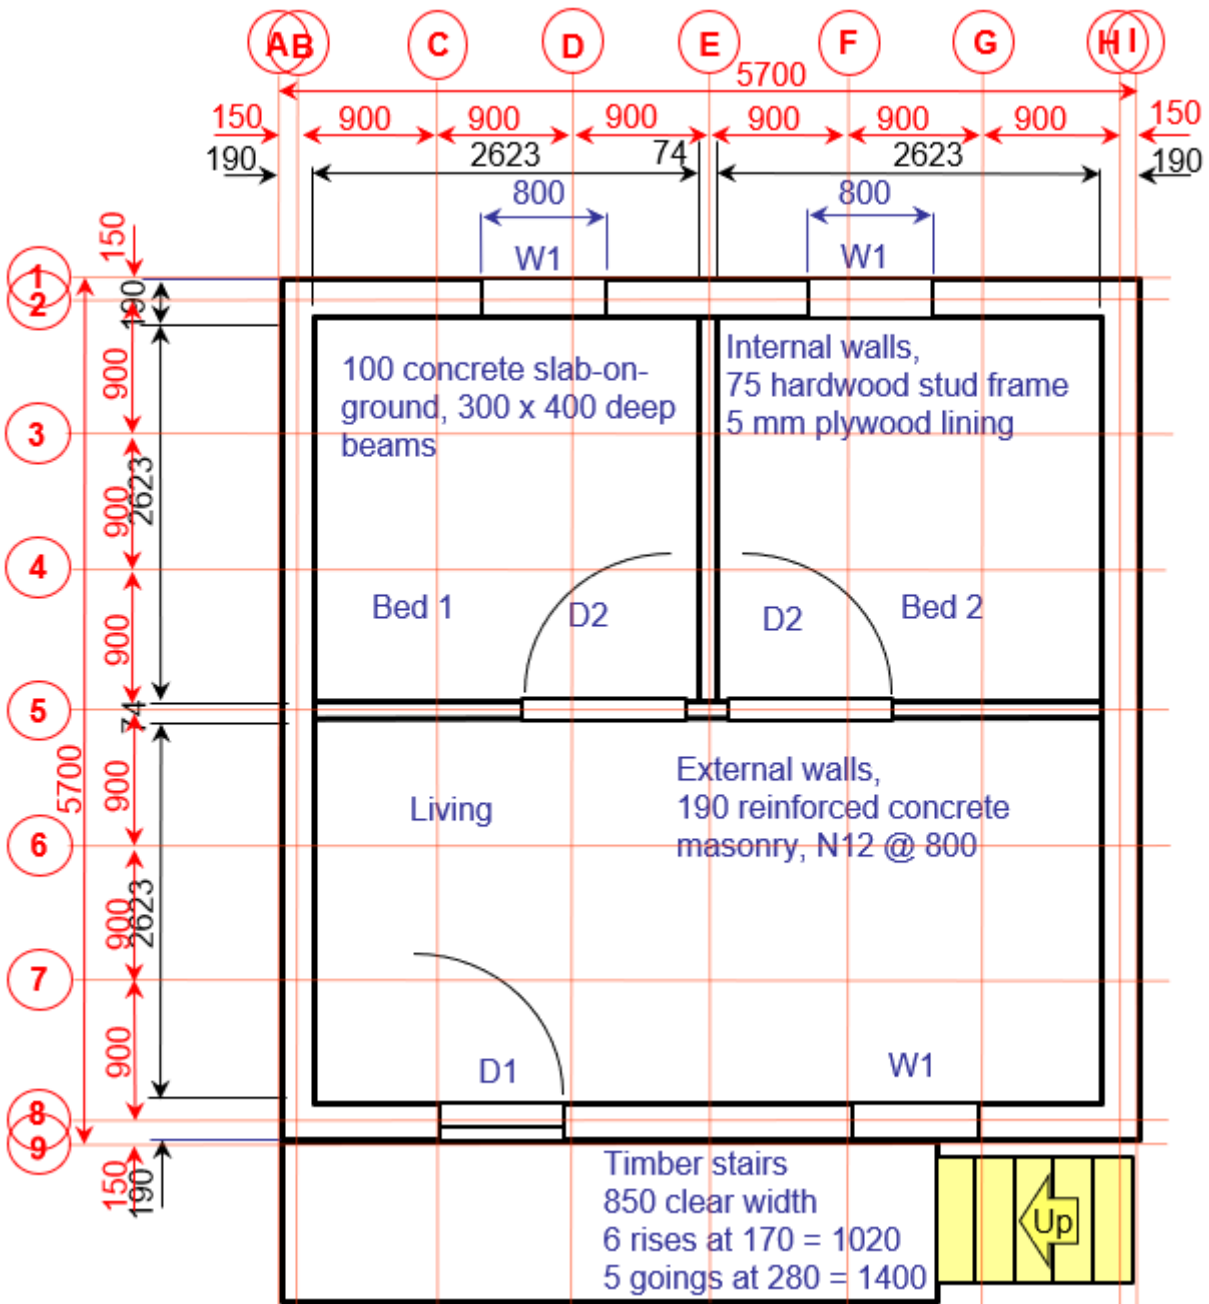 A B C D E F G H I
5700
150 900 900 900 900 900 900 150
190 2623 74 2623 190
800 800
W1 W1
150
1
2
190
900
3
900
2623
4
900
5
74
5700
900
6
900
2623
7
900
8
9
150
190
100 concrete slab-on-
ground, 300 x 400 deep
beams
Internal walls,
75 hardwood stud frame
5 mm plywood lining
Bed 1
D2
D2
Bed 2
Living
External walls,
190 reinforced concrete
masonry, N12 @ 800
D1
W1
Timber stairs
850 clear width
6 rises at 170 = 1020
5 goings at 280 = 1400
Up